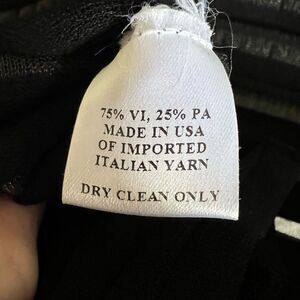 75% VI, 25% PA
MADE IN USA
OF IMPORTED
ITALIAN YARN
DRY CLEAN ONLY